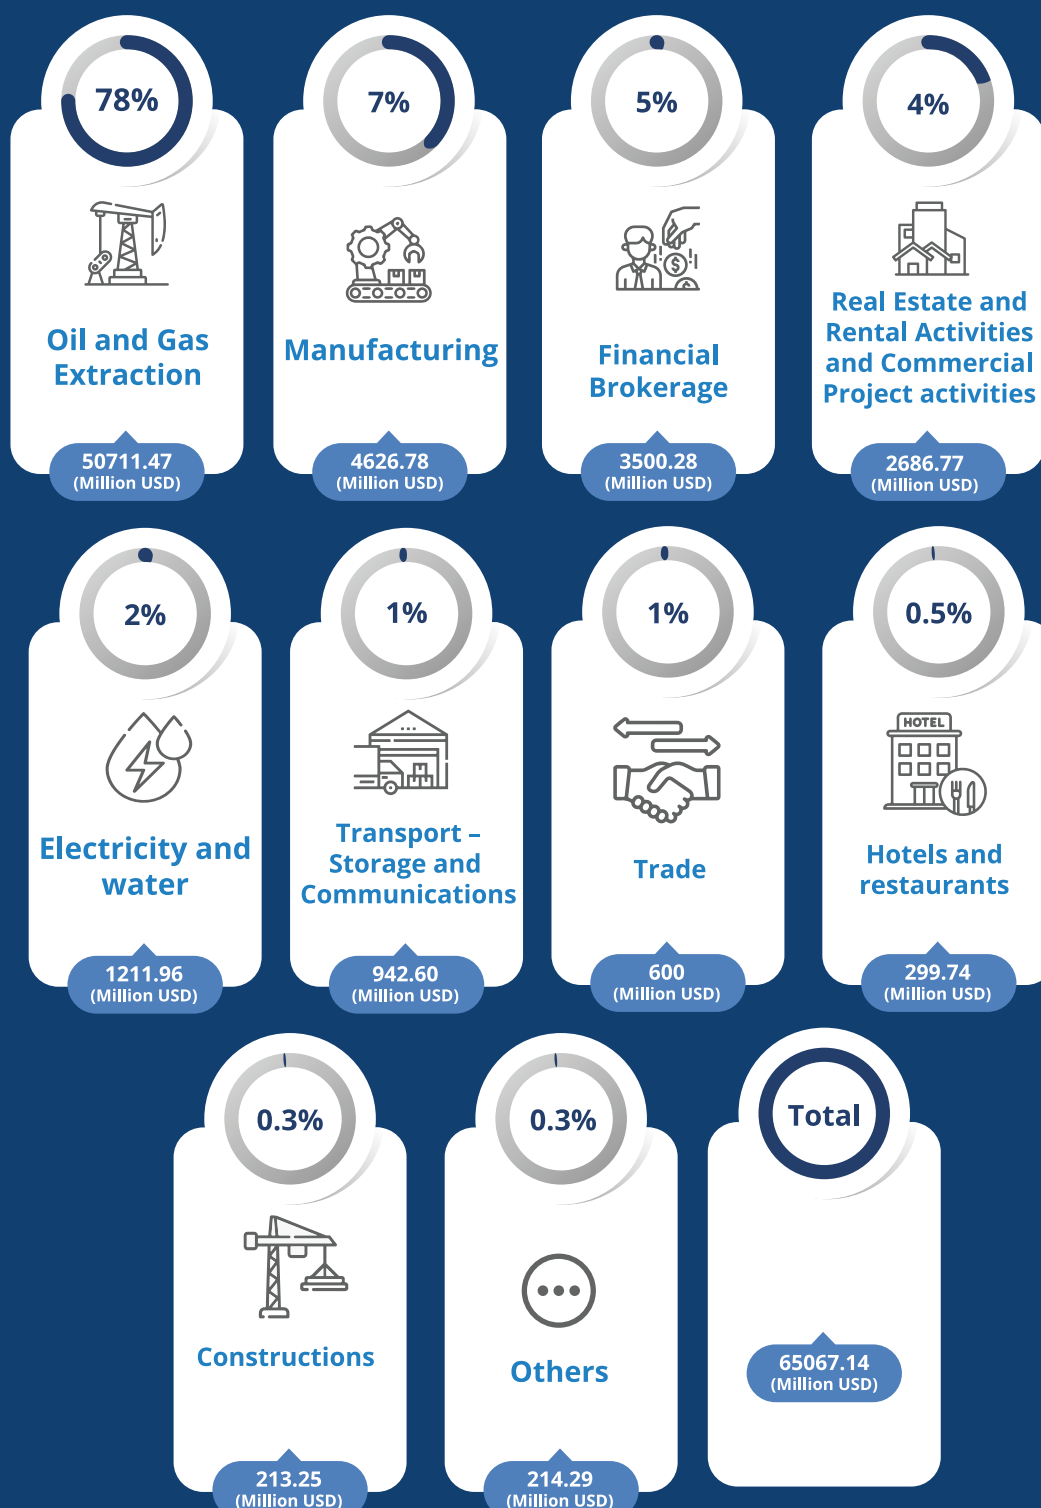 78%
Oil and Gas
Extraction
50711.47
(Million USD)
7%
Manufacturing
4626.78
(Million USD)
5%
Financial
Brokerage
3500.28
(Million USD)
4%
Real Estate and
Rental Activities
and Commercial
Project activities
2686.77
(Million USD)
2%
Electricity and
water
1211.96
(Million USD)
1%
Transport –
Storage and
Communications
942.60
(Million USD)
1%
Trade
600
(Million USD)
0.5%
HOTEL
Hotels and
restaurants
299.74
(Million USD)
0.3%
Constructions
213.25
(Million USD)
0.3%
Others
214.29
(Million USD)
Total
65067.14
(Million USD)